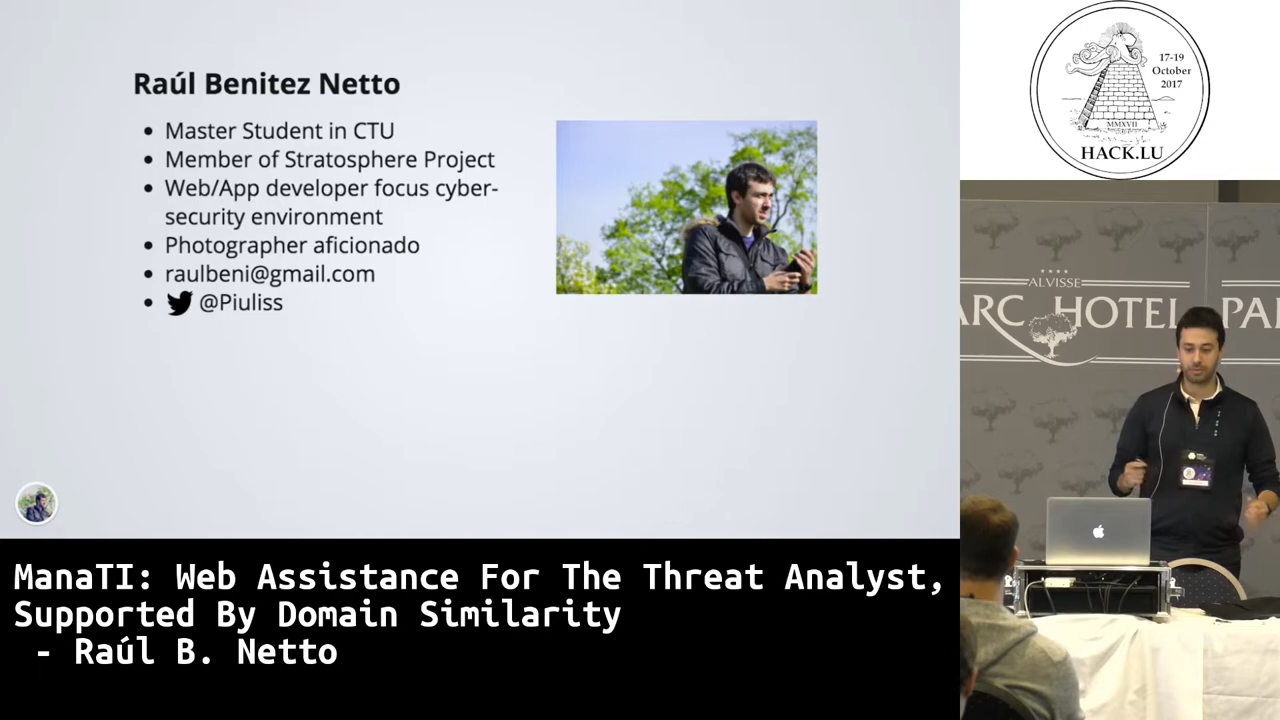 Raúl Benitez Netto
Master Student in CTU
Member of Stratosphere Project
Web/App developer focus cyber-
security environment
Photographer aficionado
raulbeni@gmail.com
@Piuliss
17-19
October
2017
MMXVII
HACK.LU
ALVISSE
ARC HOTEL PA
ManaTI: Web Assistance For The Threat Analyst,
Supported By Domain Similarity
- Raúl B. Netto